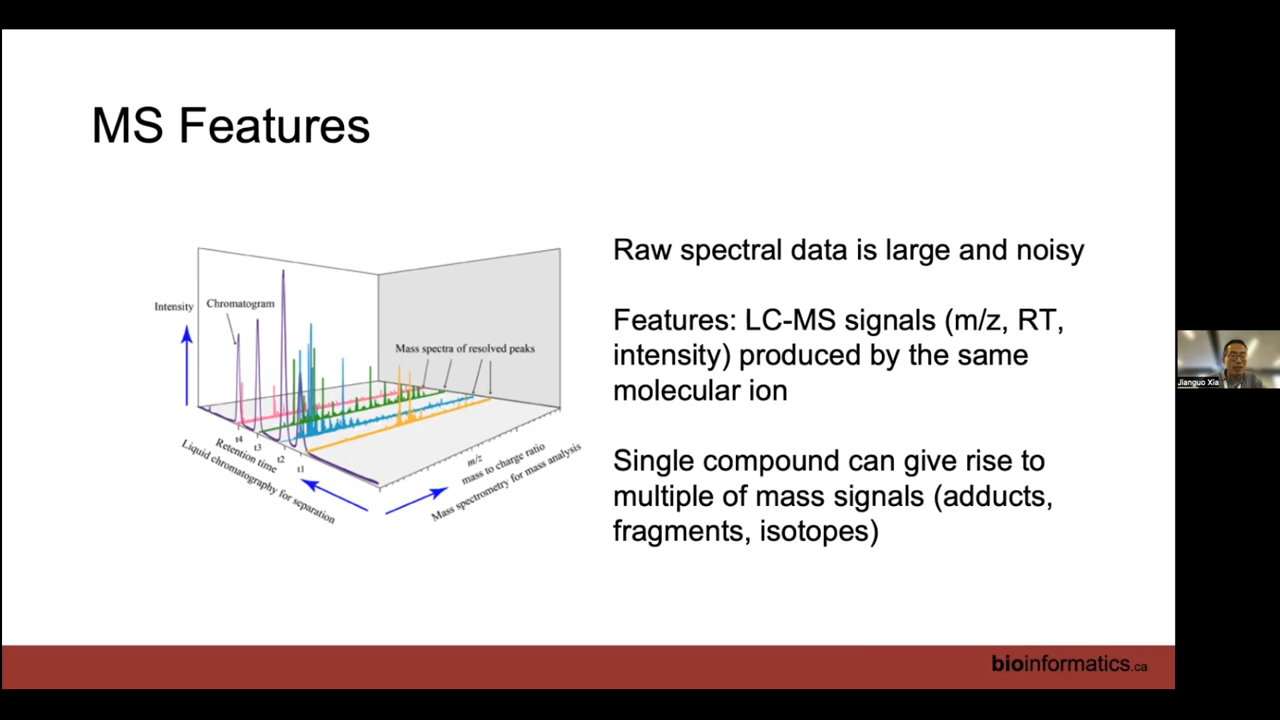 MS Features
Intensity
Chromatogram
Mass spectra of resolved peaks
t4
t3
t2
t1
Retention time
Liquid chromatography for separation
m/z
mass to charge ratio
Mass spectrometry for mass analysis
Raw spectral data is large and noisy
Features: LC-MS signals (m/z, RT,
intensity) produced by the same
molecular ion
Single compound can give rise to
multiple of mass signals (adducts,
fragments, isotopes)
Jianguo Xia
bioinformatics.ca